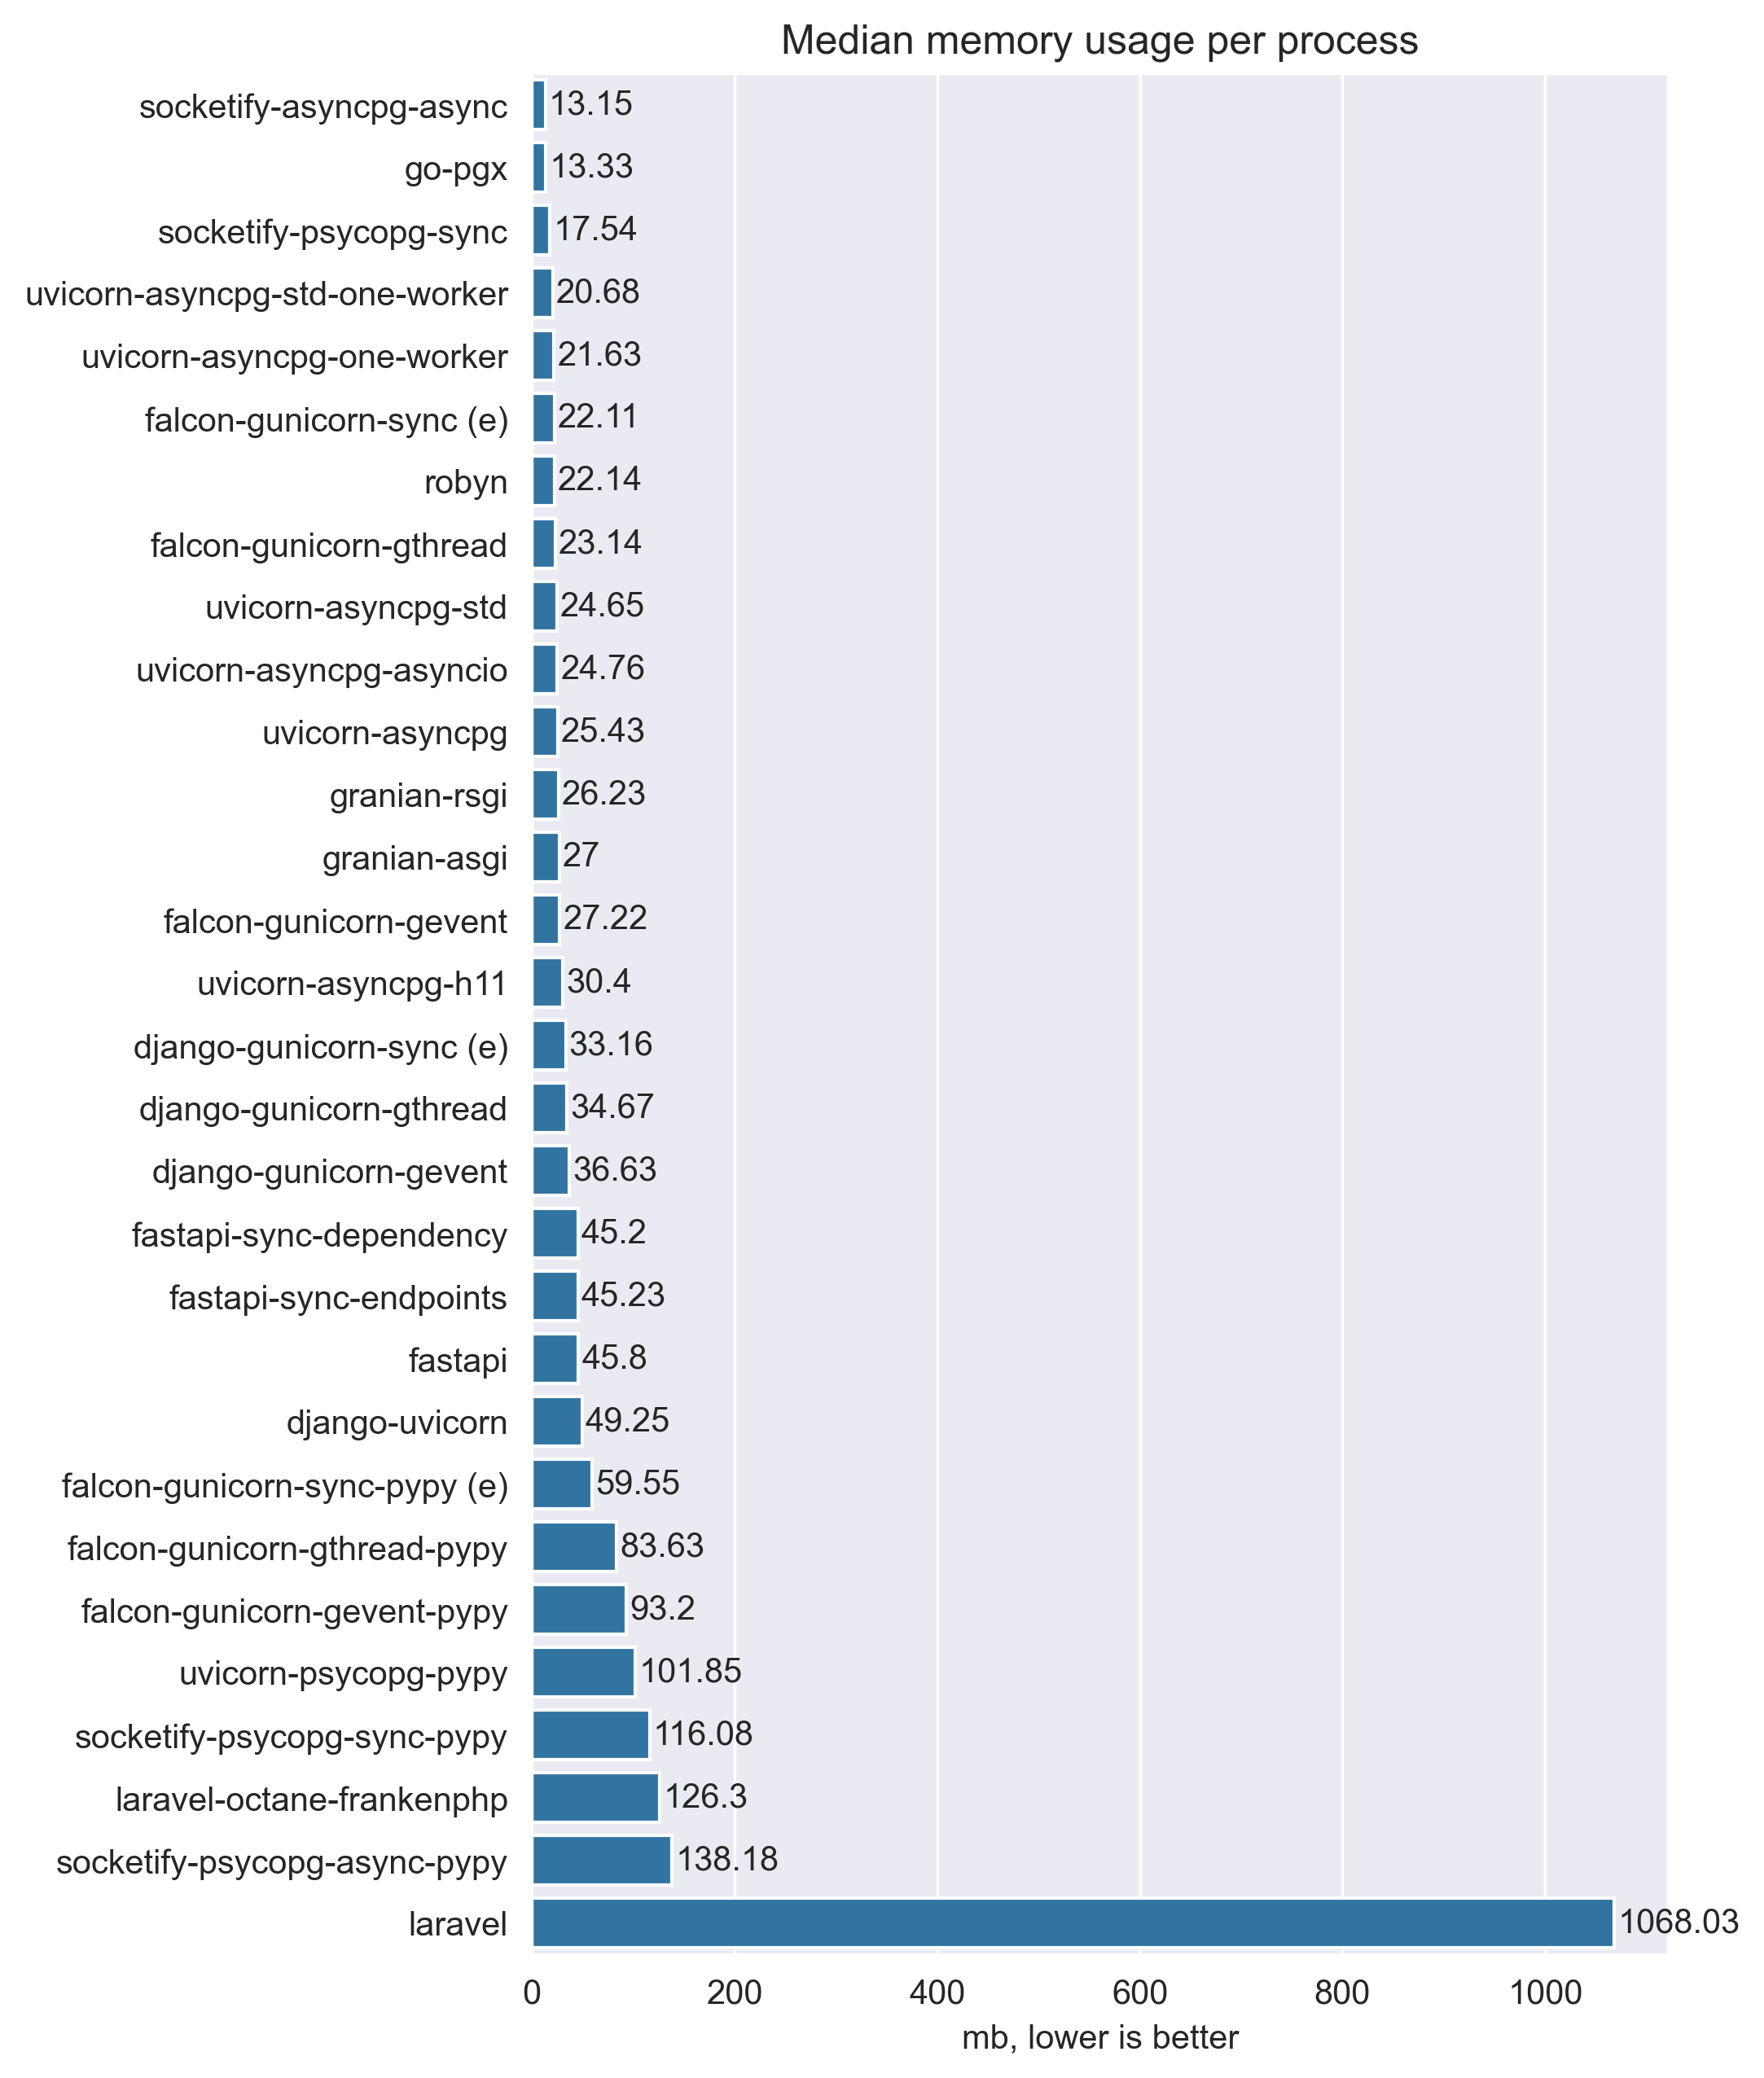 Median memory usage per process
socketify-asyncpg-async 13.15
go-pgx 13.33
socketify-psycopg-sync 17.54
uvicorn-asyncpg-std-one-worker 20.68
uvicorn-asyncpg-one-worker 21.63
falcon-gunicorn-sync (e) 22.11
robyn 22.14
falcon-gunicorn-gthread 23.14
uvicorn-asyncpg-std 24.65
uvicorn-asyncpg-asyncio 24.76
uvicorn-asyncpg 25.43
granian-rsgi 26.23
granian-asgi 27
falcon-gunicorn-gevent 27.22
uvicorn-asyncpg-h11 30.4
django-gunicorn-sync (e) 33.16
django-gunicorn-gthread 34.67
django-gunicorn-gevent 36.63
fastapi-sync-dependency 45.2
fastapi-sync-endpoints 45.23
fastapi 45.8
django-uvicorn 49.25
falcon-gunicorn-sync-pypy (e) 59.55
falcon-gunicorn-gthread-pypy 83.63
falcon-gunicorn-gevent-pypy 93.2
uvicorn-psycopg-pypy 101.85
socketify-psycopg-sync-pypy 116.08
laravel-octane-frankenphp 126.3
socketify-psycopg-async-pypy 138.18
laravel 1068.03
0 200 400 600 800 1000
mb, lower is better